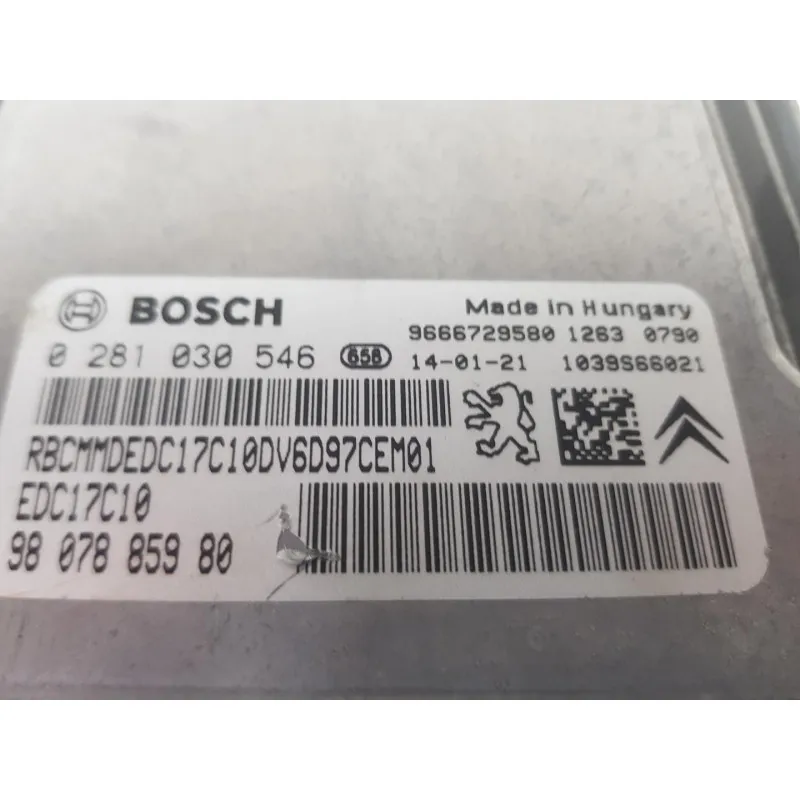 BOSCH
Made in Hungary
9666729580 1263 0790
0 281 030 546 658 14-01-21 1039S66021
RBCMMDEDC17C10DV6D97CEM01
EDC17C10
98 078 859 80